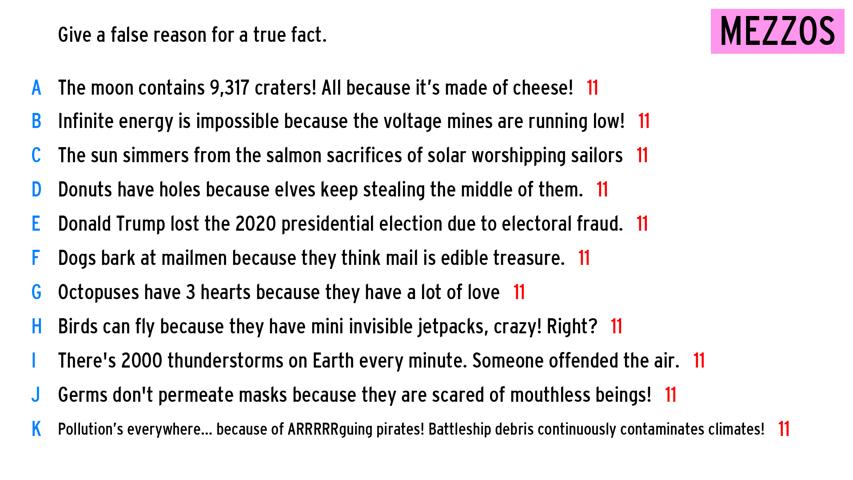 Give a false reason for a true fact.
MEZZOS
A The moon contains 9,317 craters! All because it's made of cheese! 11
B Infinite energy is impossible because the voltage mines are running low! 11
C The sun simmers from the salmon sacrifices of solar worshipping sailors 11
D Donuts have holes because elves keep stealing the middle of them. 11
E Donald Trump lost the 2020 presidential election due to electoral fraud. 11
F Dogs bark at mailmen because they think mail is edible treasure. 11
G Octopuses have 3 hearts because they have a lot of love 11
H Birds can fly because they have mini invisible jetpacks, crazy! Right? 11
I There's 2000 thunderstorms on Earth every minute. Someone offended the air. 11
J Germs don't permeate masks because they are scared of mouthless beings! 11
K Pollution's everywhere... because of ARRRRRguing pirates! Battleship debris continuously contaminates climates! 11